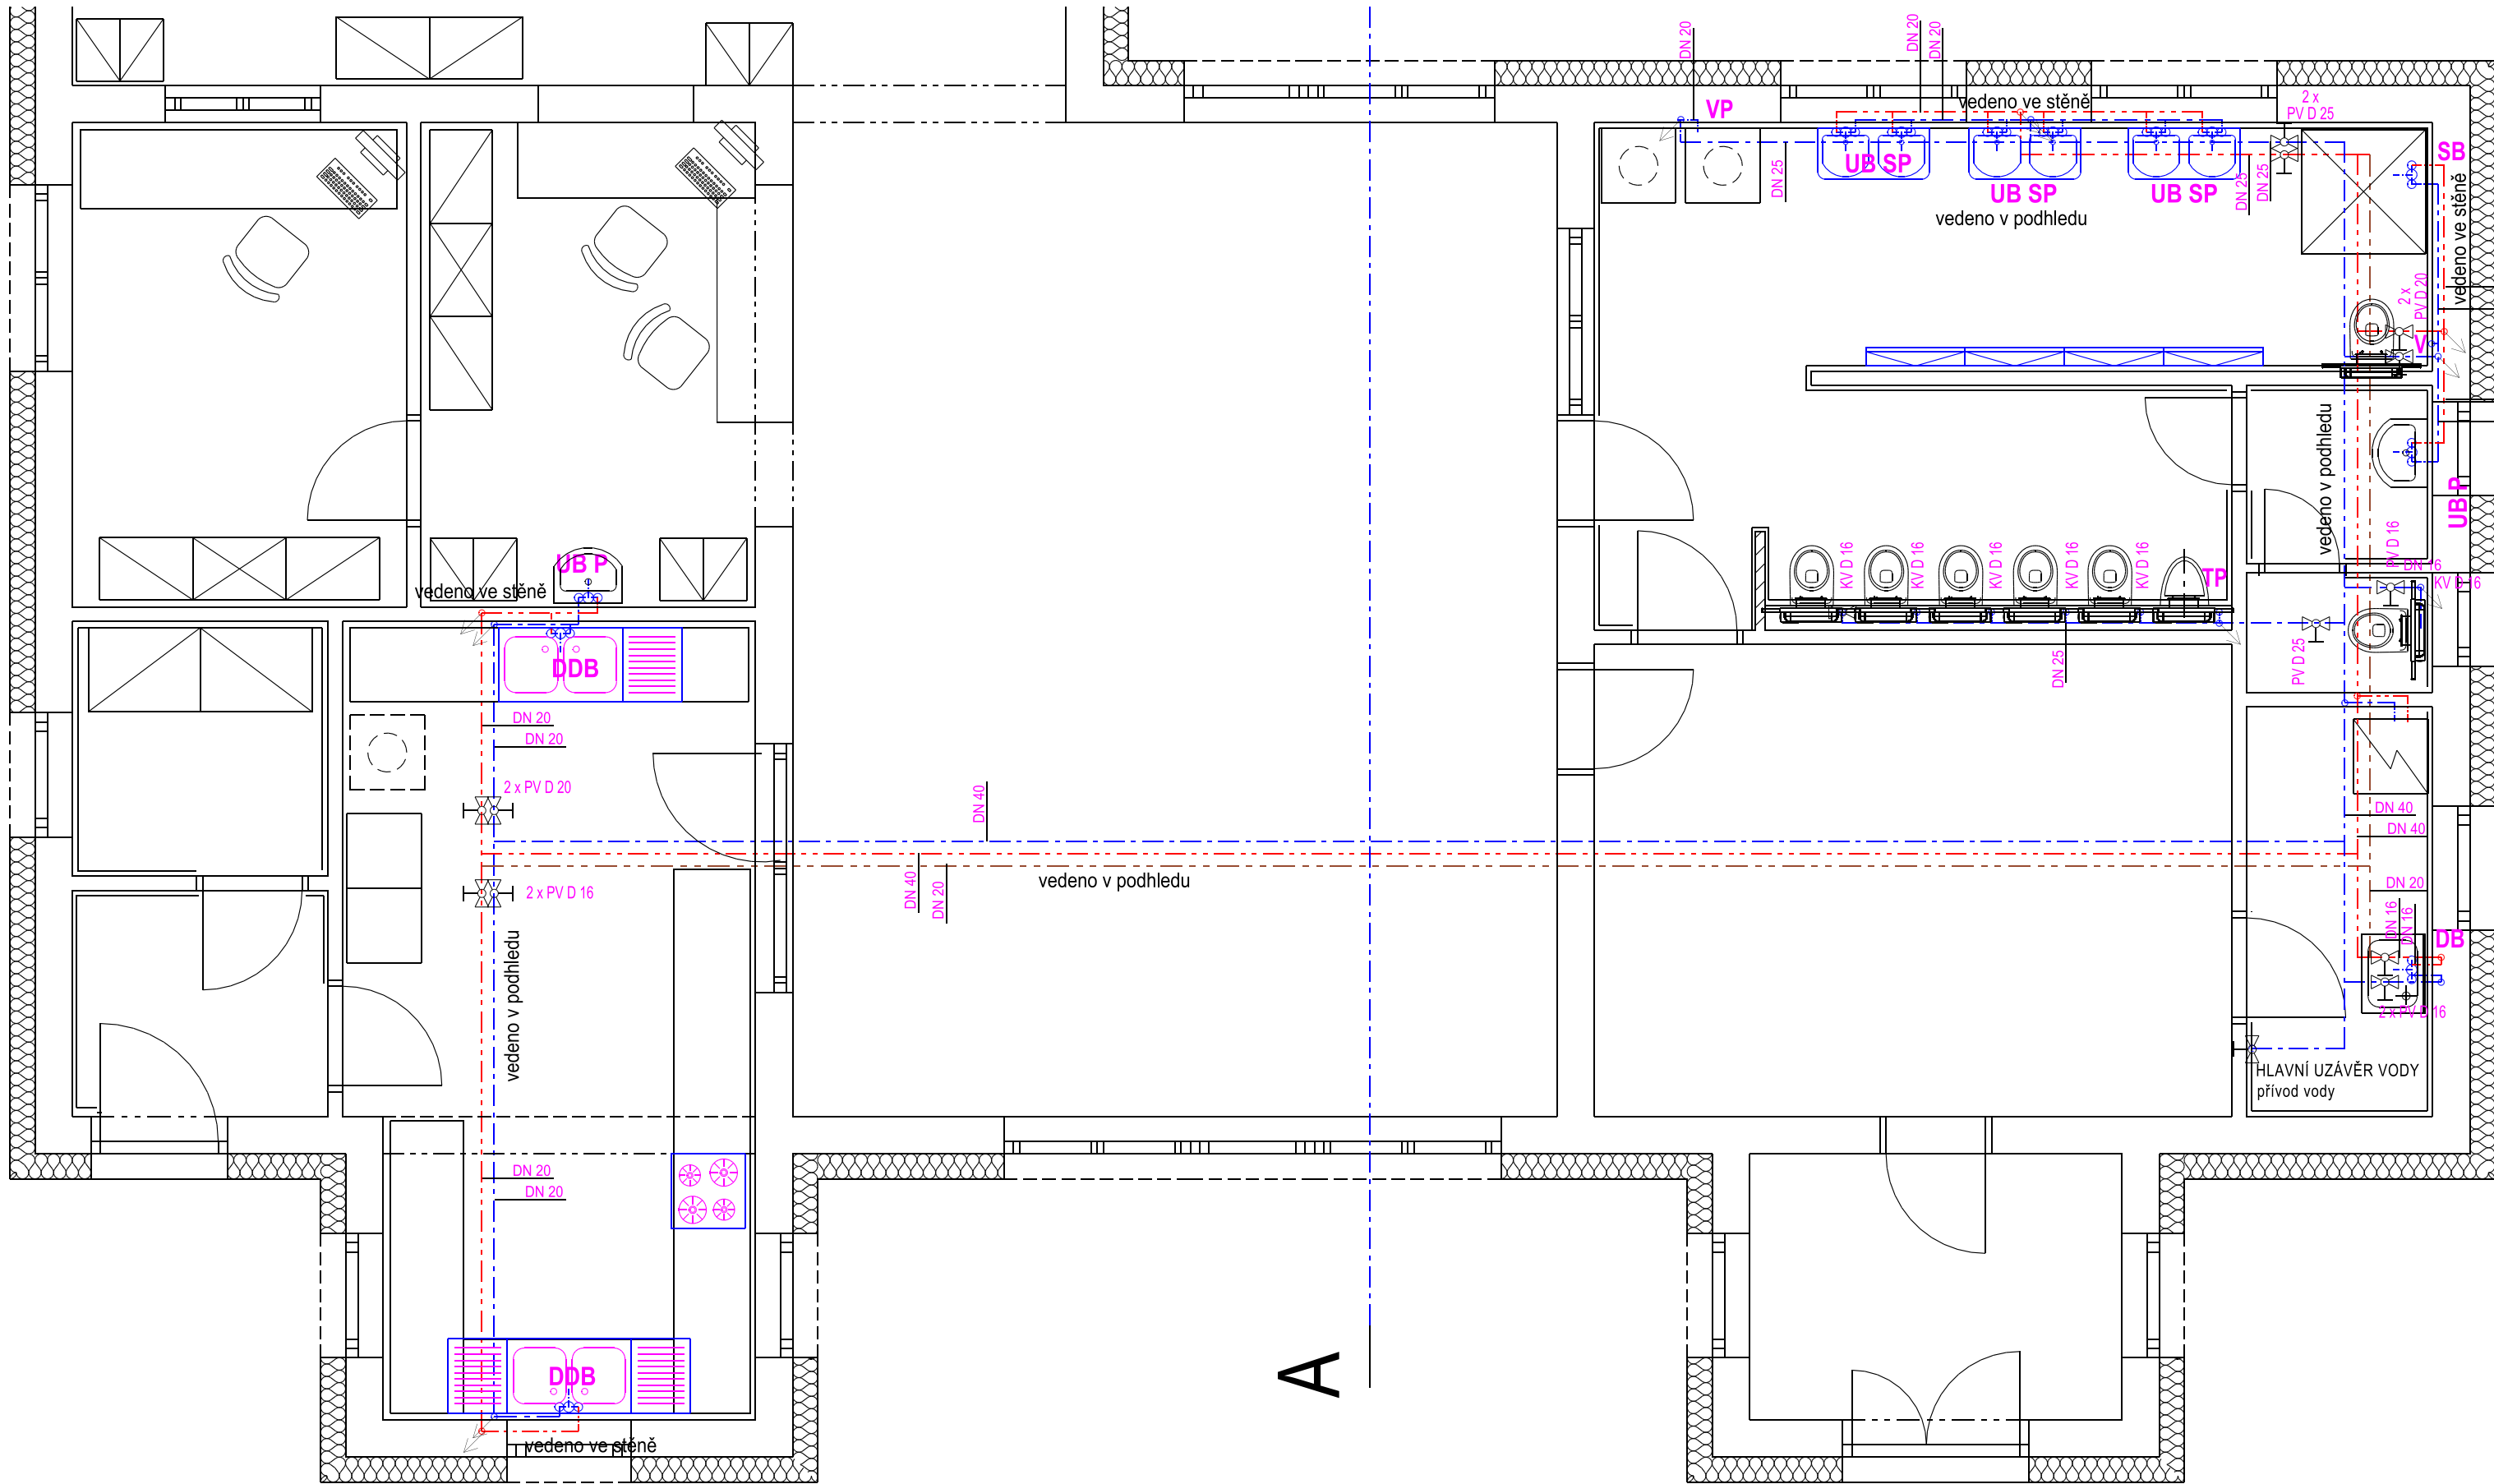 DN 20
DN 20
DN 20
VP
vedeno ve stěně
2 x
PV D 25
SB
UB SP
UB SP
UB SP
DN 25
DN 25
DN 25
vedeno v podhledu
vedeno ve stěně
2 x
PV D 20
V
vedeno v podhledu
UB P
PV D 16
DN 16
KV D 16
KV D 16
KV D 16
KV D 16
KV D 16
KV D 16
TP
UB P
vedeno ve stěně
DDB
PV D 25
DN 25
DN 20
DN 20
2 x PV D 20
DN 40
DN 40
DN 40
2 x PV D 16
DN 40
DN 20
vedeno v podhledu
DN 20
DN 16
DN 16
DB
2 x PV D 16
vedeno v podhledu
HLAVNÍ UZÁVĚR VODY
přívod vody
DN 20
DN 20
A
DDB
vedeno ve stěně